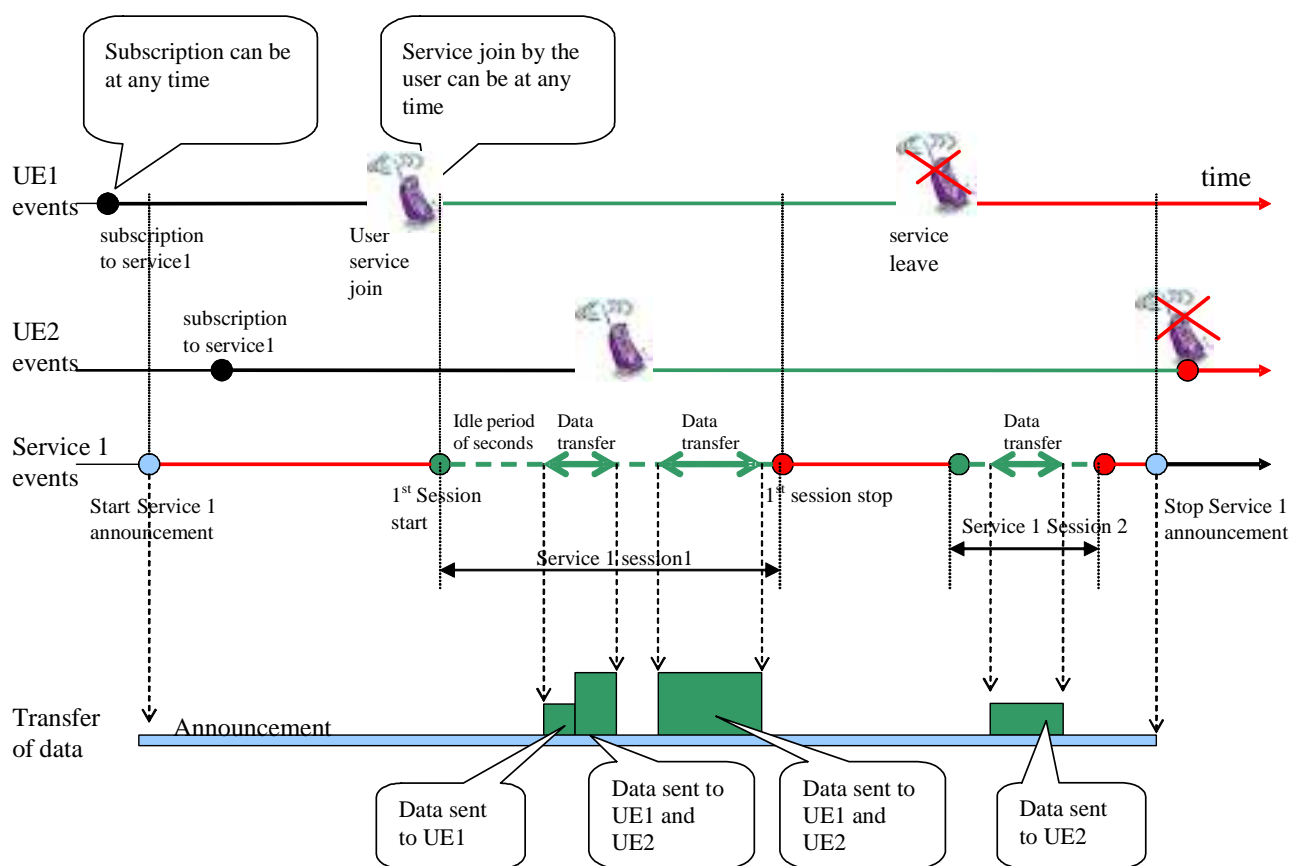 Subscription can be
at any time
Service join by the
user can be at any
time
UE1
events
time
subscription
to service1
User
service
join
service
leave
UE2
events
subscription
to service1
Service 1
events
Idle period
of seconds
Data
transfer
Data
transfer
Data
transfer
Start Service 1
announcement
1st Session
start
1st session stop
Stop Service 1
announcement
Service 1 Session 2
Service 1 session1
Transfer
of data
Announcement
Data sent
to UE1
Data sent to
UE1 and
UE2
Data sent to
UE1 and
UE2
Data sent
to UE2